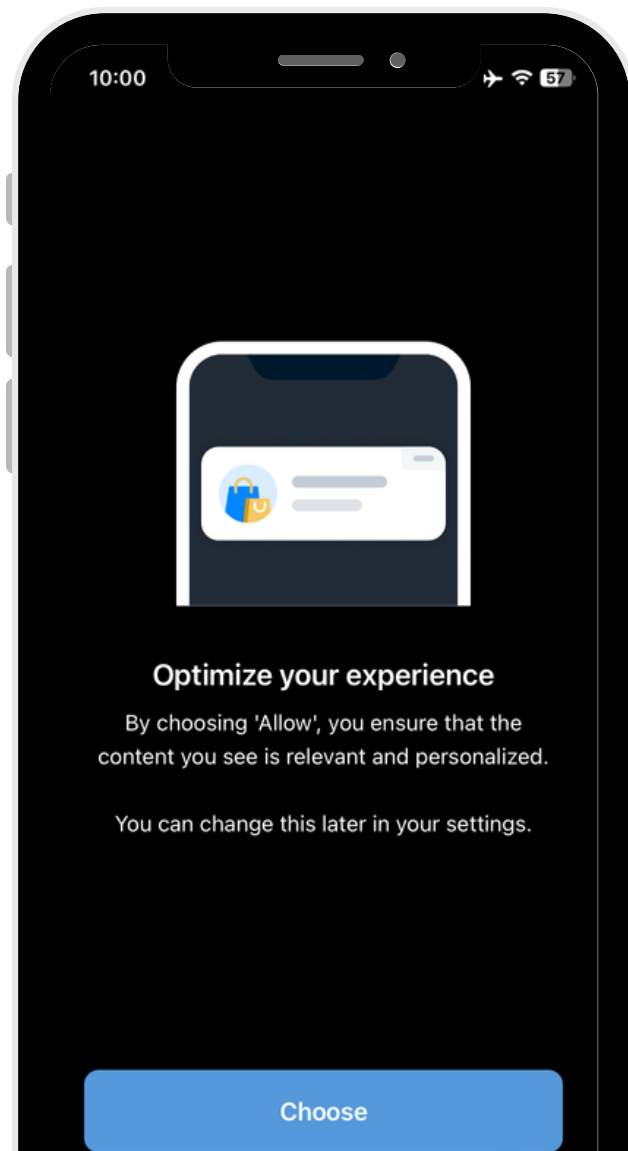 10:00
57
Optimize your experience
By choosing 'Allow', you ensure that the
content you see is relevant and personalized.
You can change this later in your settings.
Choose